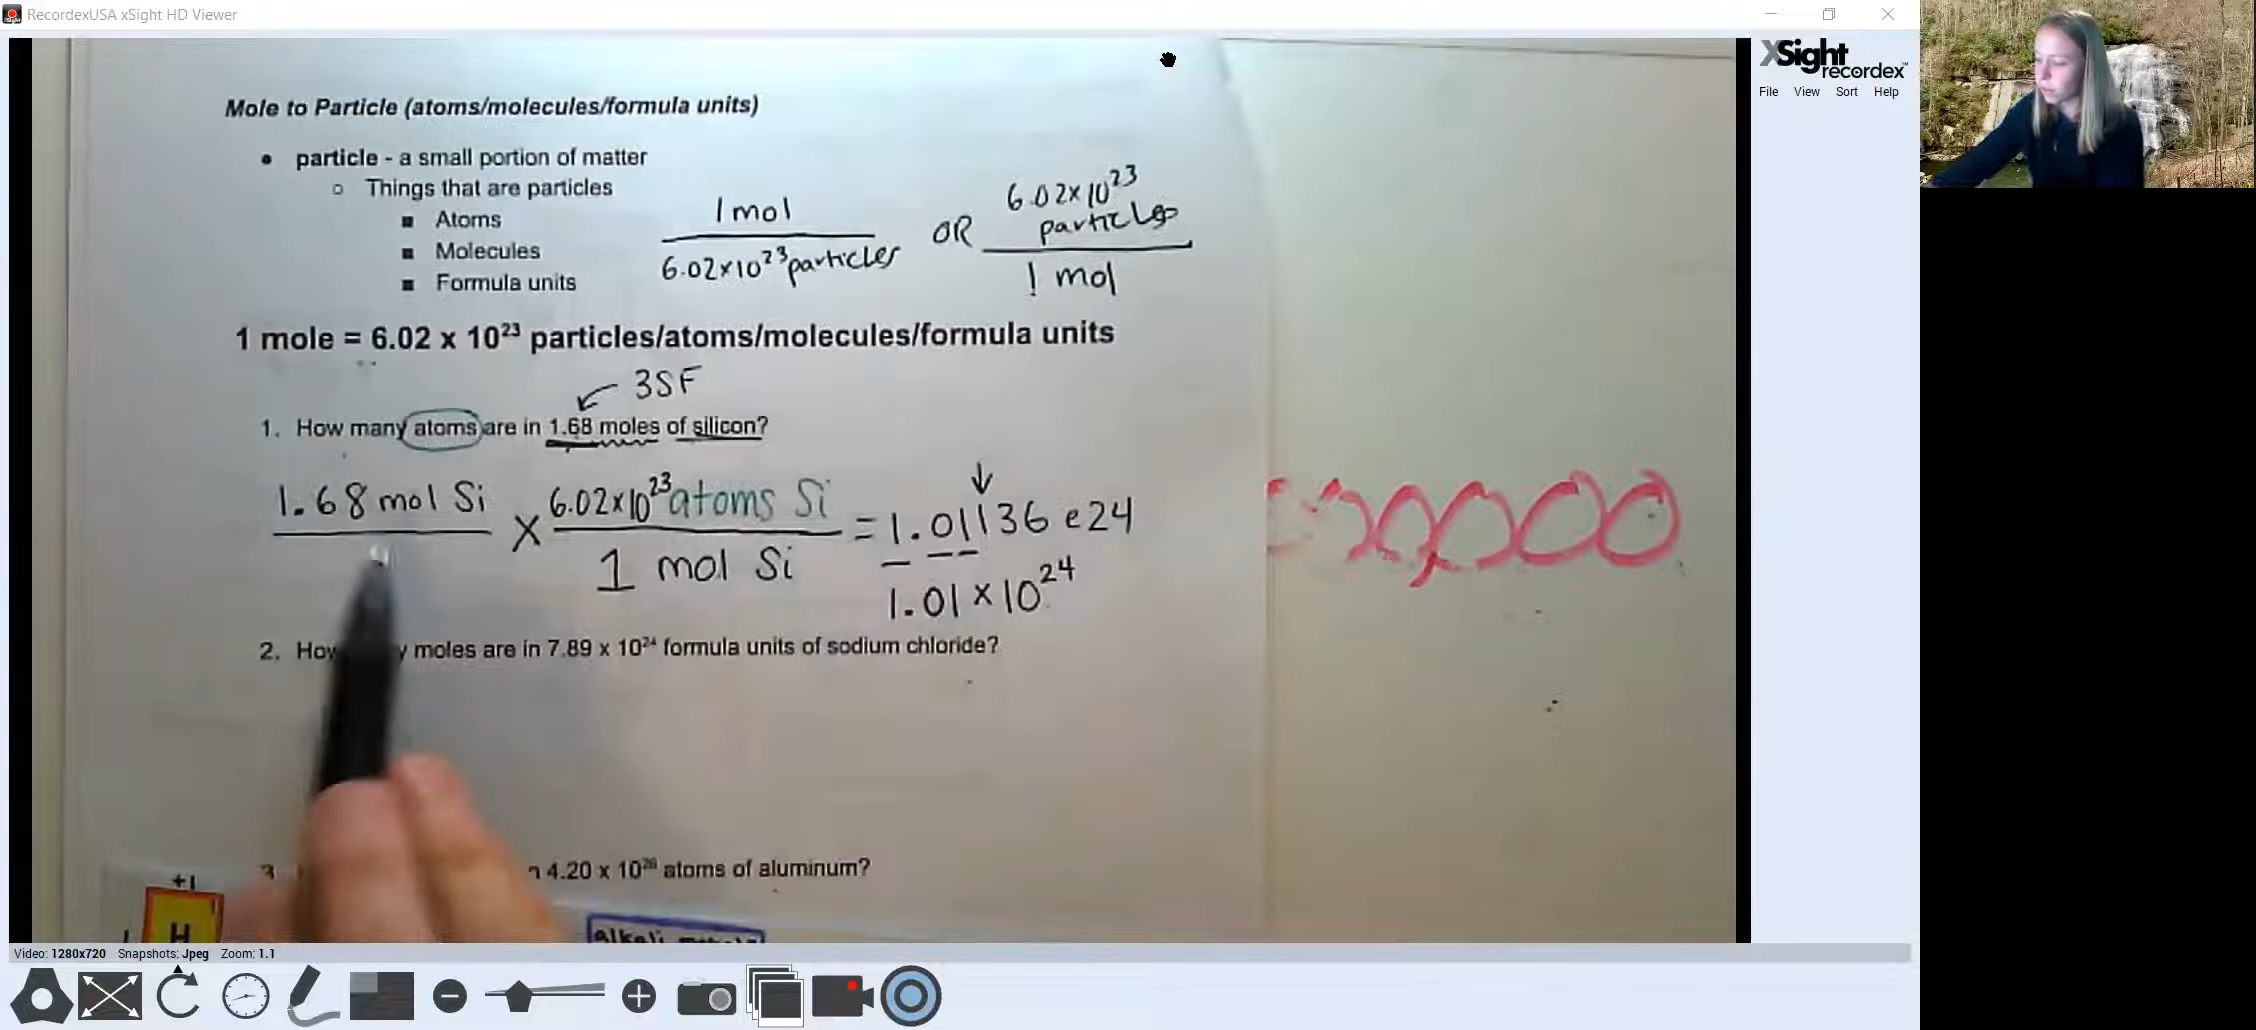 RecordexUSA xSight HD Viewer
XSight
recordex™
File View Sort Help
Mole to Particle (atoms/molecules/formula units)
● particle - a small portion of matter
○ Things that are particles
■ Atoms
■ Molecules
■ Formula units
1 mol
6.02x10²³ particles
OR
6.02x10²³
particles
1 mol
1 mole = 6.02 x 10²³ particles/atoms/molecules/formula units
3SF
1. How many atoms are in 1.68 moles of silicon?
1.68 mol Si
X
6.02x10²³ atoms Si
1 mol Si
= 1.01136 e24
1.01 x 10²⁴
2. How moles are in 7.89 x 10²⁴ formula units of sodium chloride?
4.20 x 10²⁶ atoms of aluminum?
+1
H
alkali
Video: 1280x720 Snapshots: Jpeg Zoom: 1.1